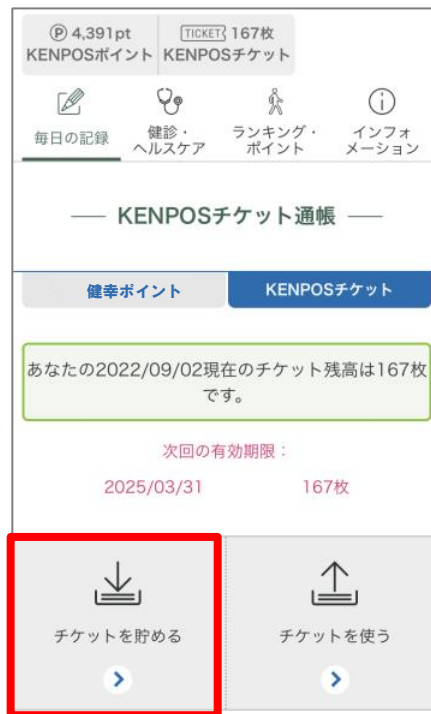 Ⓟ 4,391pt
KENPOSポイント
TICKET 167枚
KENPOSチケット
毎日の記録
健診・
ヘルスケア
ランキング・
ポイント
インフォ
メーション
KENPOSチケット通帳
健幸ポイント
KENPOSチケット
あなたの2022/09/02現在のチケット残高は167枚
です。
次回の有効期限：
2025/03/31 167枚
チケットを貯める
チケットを使う